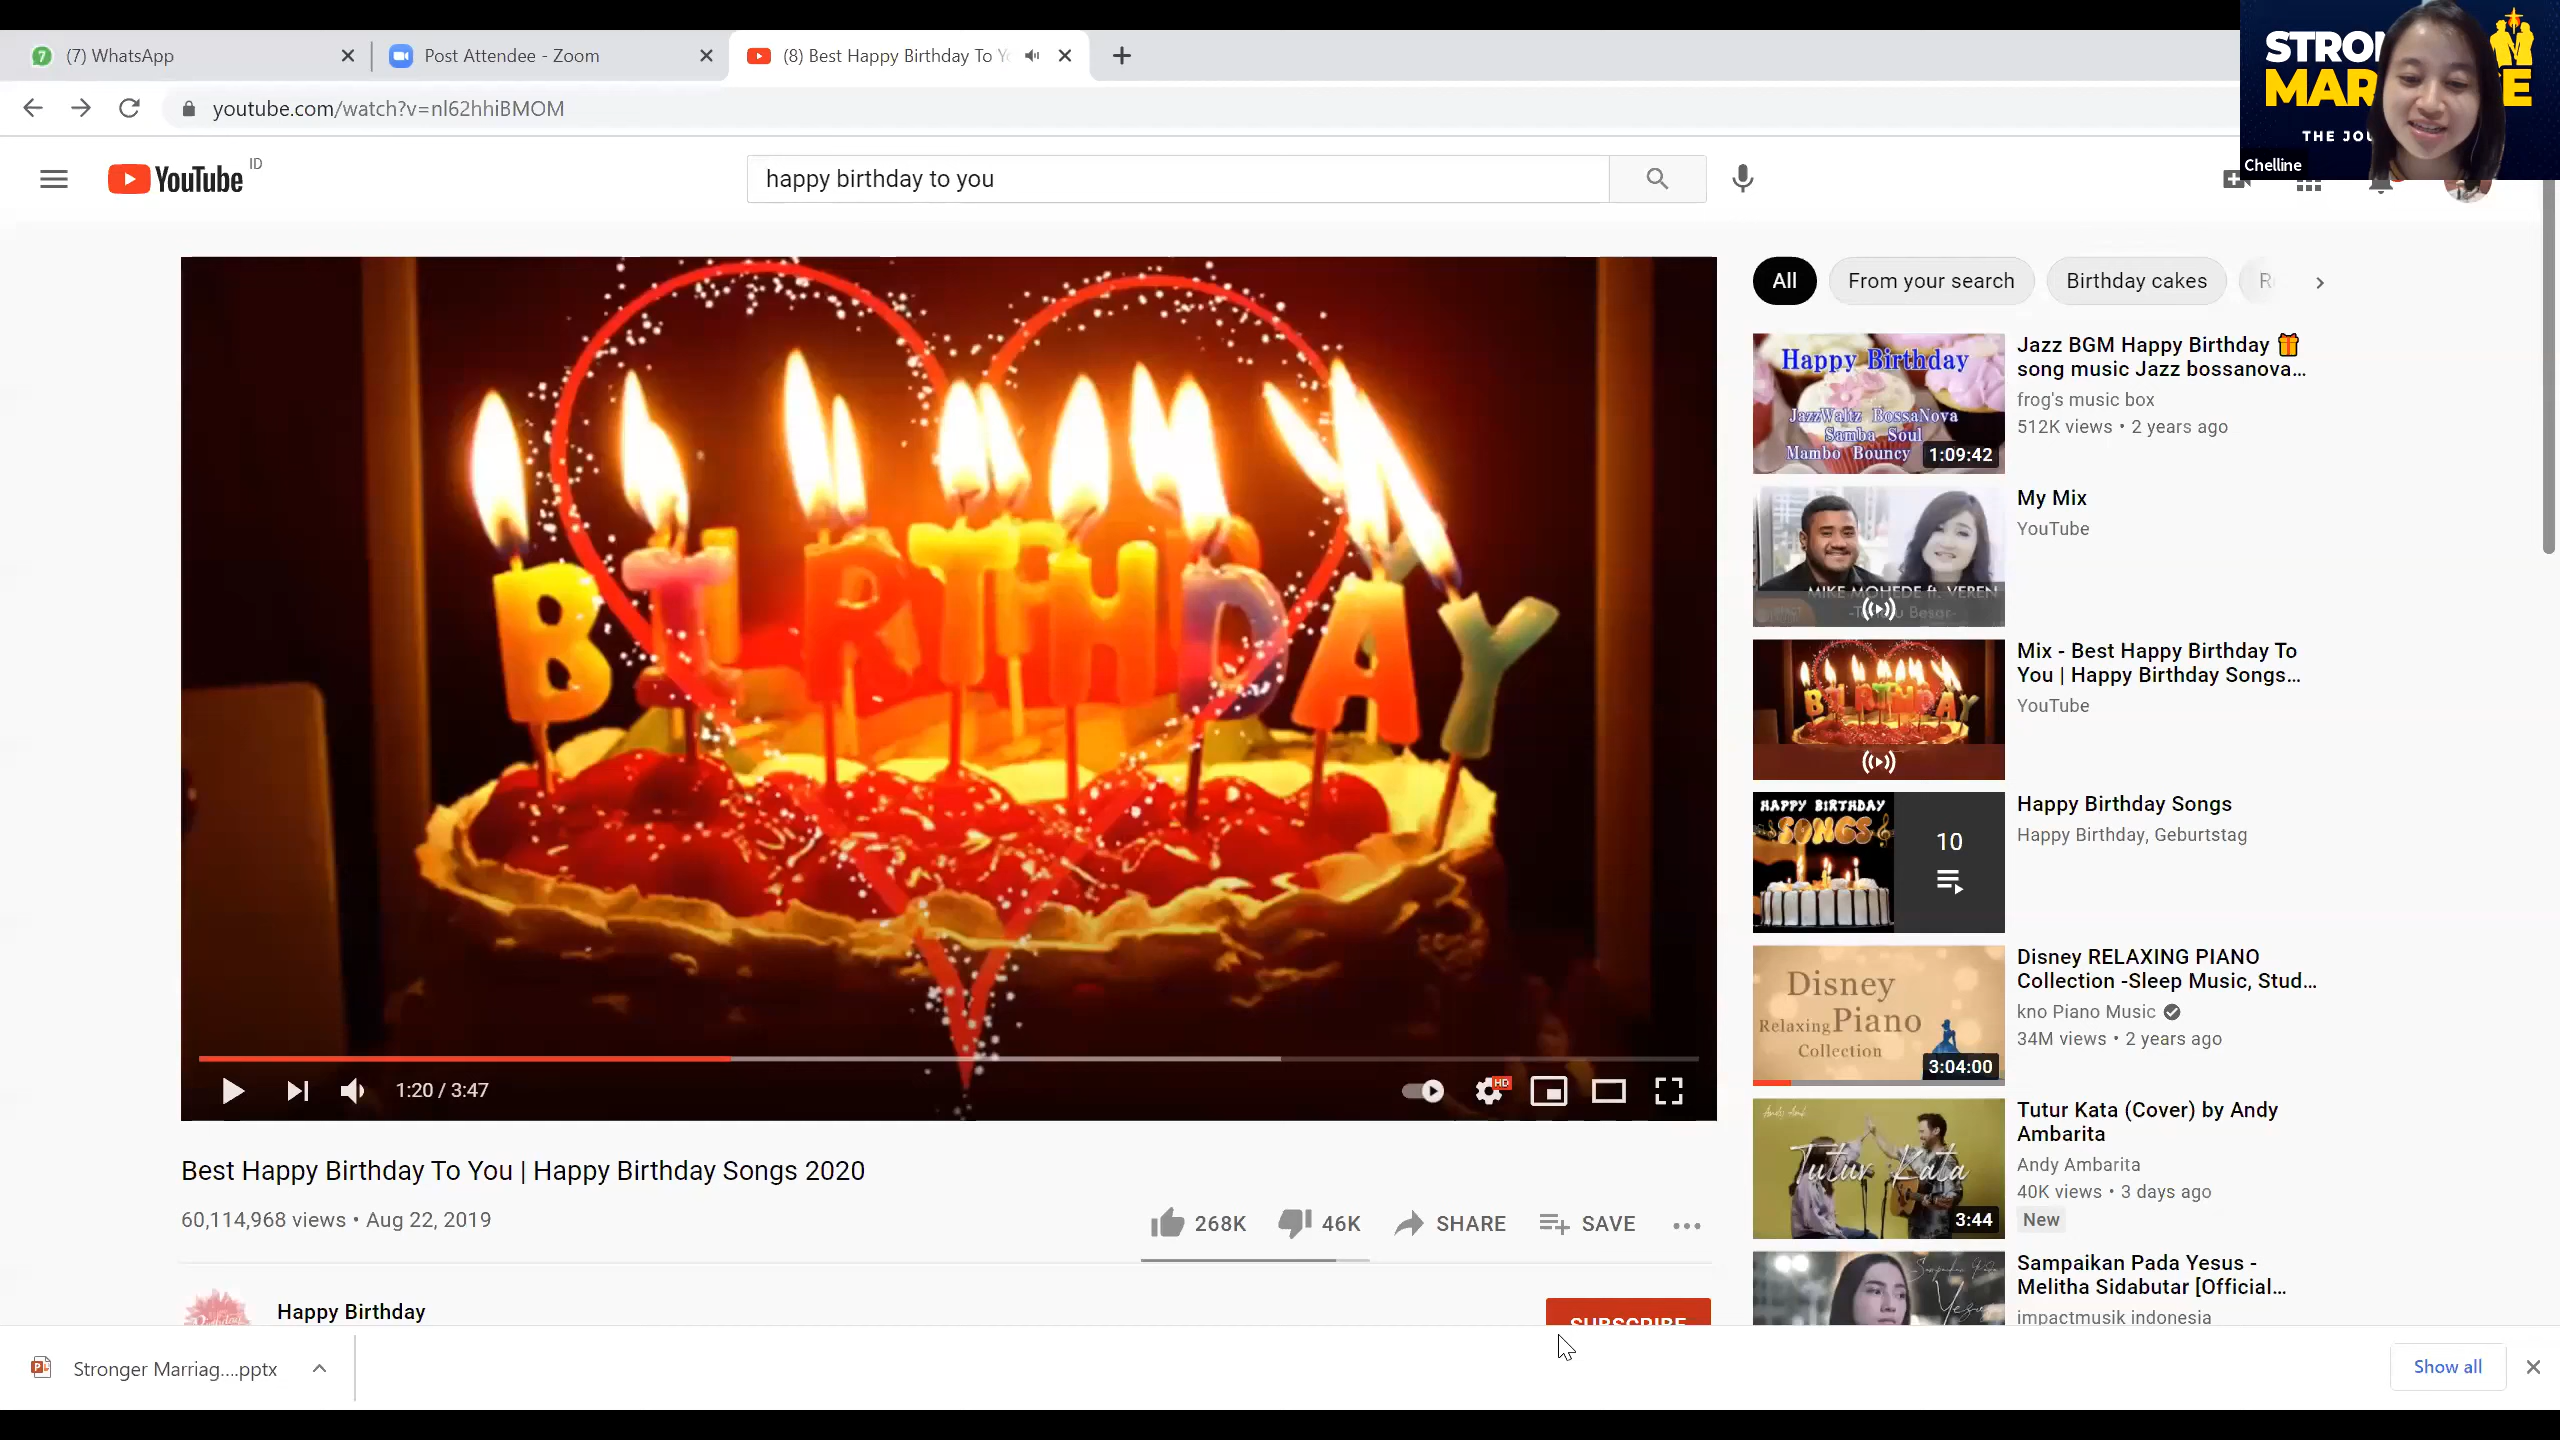 (7) WhatsApp
Post Attendee - Zoom
(8) Best Happy Birthday To Y
youtube.com/watch?v=nl62hhiBMOM
YouTube ID
happy birthday to you
STRO
MAR E
THE JOU
Chelline
BIRTHDAY
1:20 / 3:47
HD
Best Happy Birthday To You | Happy Birthday Songs 2020
60,114,968 views • Aug 22, 2019
268K
46K
SHARE
SAVE
Happy Birthday
SUBSCRIBE
All
From your search
Birthday cakes
R
Happy Birthday
JazzWaltz BossaNova
Samba Soul
Mambo Bouncy
1:09:42
Jazz BGM Happy Birthday 🎁
song music Jazz bossanova...
frog's music box
512K views • 2 years ago
MIKE MOHEDE ft. VEREN
Besar-
My Mix
YouTube
BIRTHDAY
Mix - Best Happy Birthday To
You | Happy Birthday Songs...
YouTube
HAPPY BIRTHDAY
SONGS
10
Happy Birthday Songs
Happy Birthday, Geburtstag
Disney
Relaxing Piano
Collection
3:04:00
Disney RELAXING PIANO
Collection -Sleep Music, Stud...
kno Piano Music
34M views • 2 years ago
Tutur Kata
3:44
Tutur Kata (Cover) by Andy
Ambarita
Andy Ambarita
40K views • 3 days ago
New
Sampaikan Pada Yesus -
Melitha Sidabutar [Official...
impactmusik indonesia
Stronger Marriag....pptx
Show all